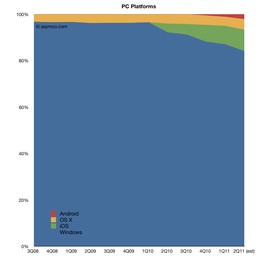 PC Platforms
100%
© asymco.com
80%
60%
40%
20%
Android
OS X
iOS
Windows
0%
3Q08 4Q08 1Q09 2Q09 3Q09 4Q09 1Q10 2Q10 3Q10 4Q10 1Q11 2Q11 (est)